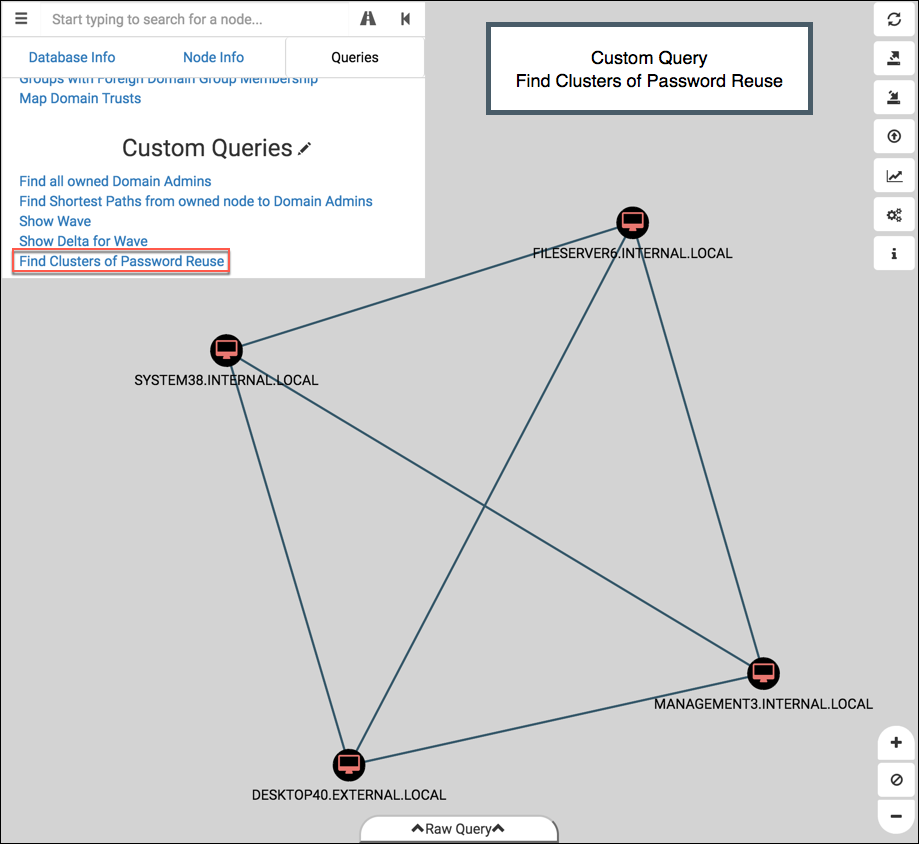 Start typing to search for a node...
Database Info
Node Info
Queries
Groups with Foreign Domain Group Membership
Map Domain Trusts
Custom Queries
Find all owned Domain Admins
Find Shortest Paths from owned node to Domain Admins
Show Wave
Show Delta for Wave
Find Clusters of Password Reuse
Custom Query
Find Clusters of Password Reuse
FILESERVER6.INTERNAL.LOCAL
SYSTEM38.INTERNAL.LOCAL
MANAGEMENT3.INTERNAL.LOCAL
DESKTOP40.EXTERNAL.LOCAL
Raw Query